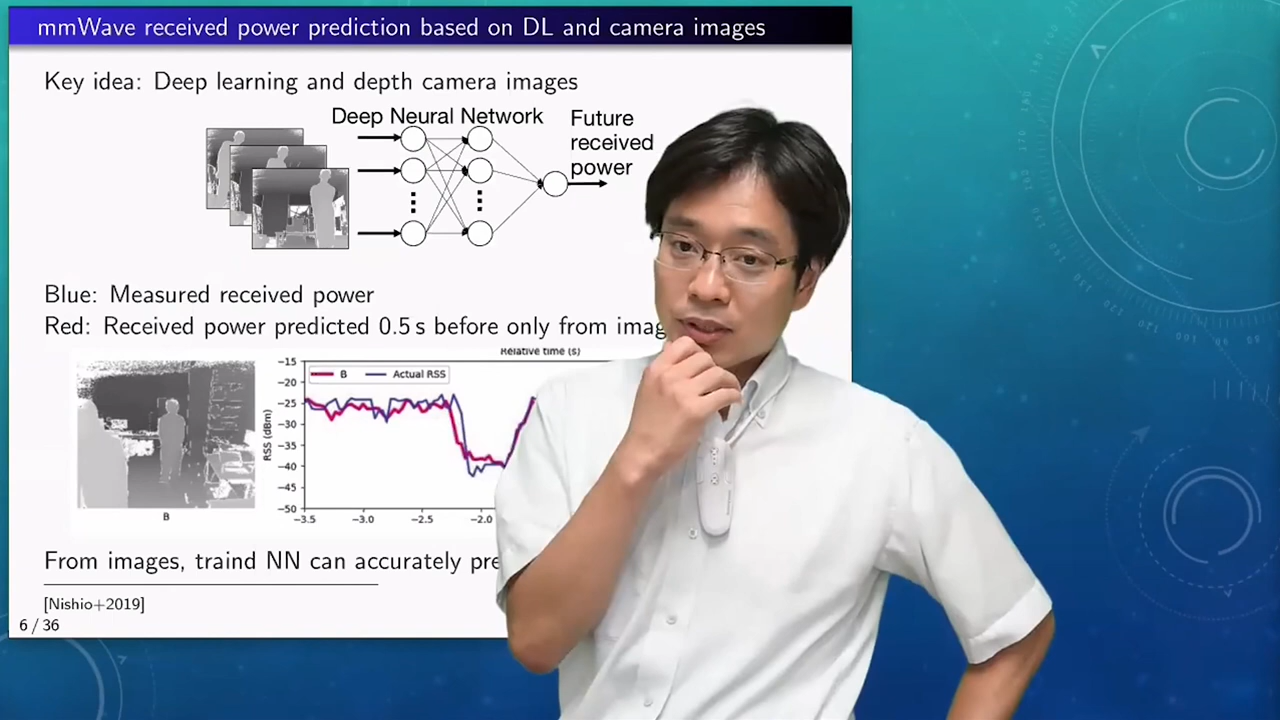 mmWave received power prediction based on DL and camera images
Key idea: Deep learning and depth camera images
Deep Neural Network
Future
received
power
Blue: Measured received power
Red: Received power predicted 0.5 s before only from imag
Relative time (s)
B
Actual RSS
RSS (dBm)
−15
−20
−25
−30
−35
−40
−45
−50
−3.5
−3.0
−2.5
−2.0
B
From images, traind NN can accurately pre
[Nishio+2019]
6 / 36